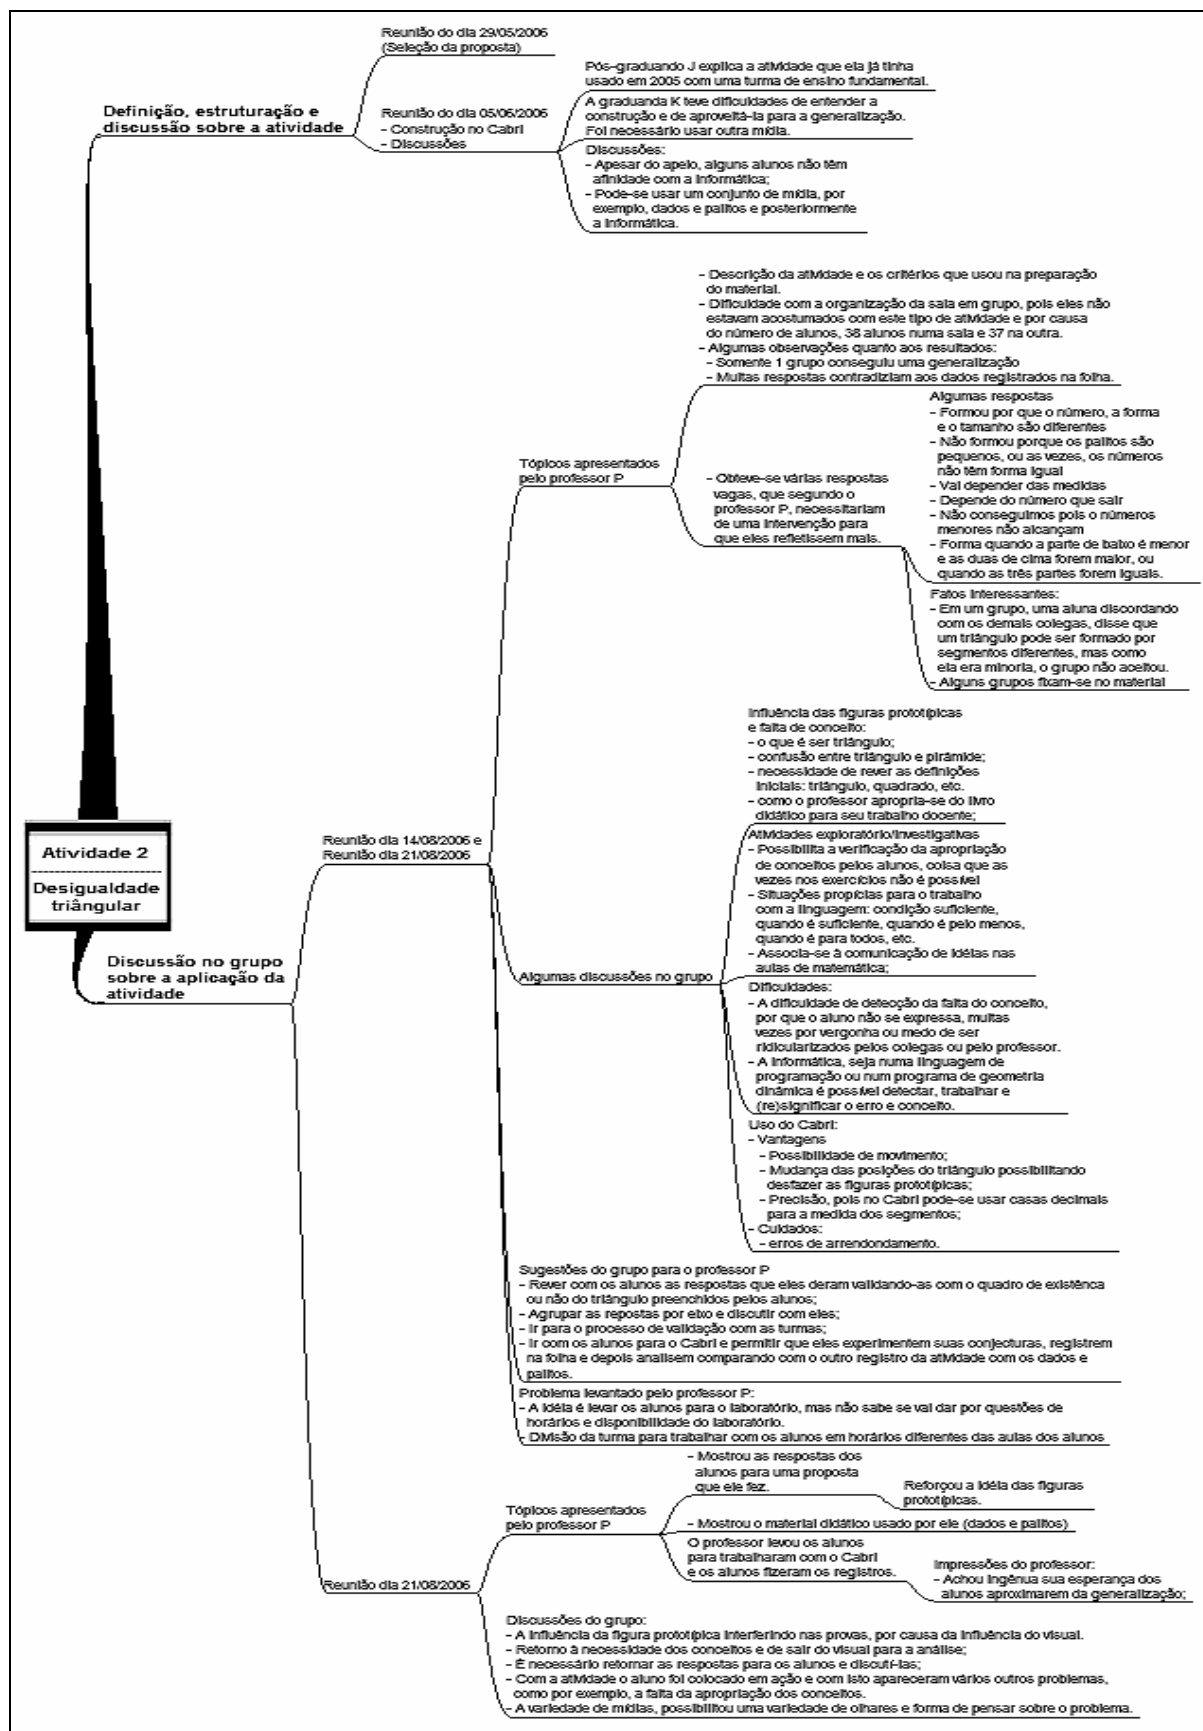 Atividade 2
Desigualdade
triângular
Definição, estruturação e
discussão sobre a atividade
Reunião do dia 29/05/2006
(Seleção da proposta)
Reunião do dia 05/06/2006
- Construção no Cabri
- Discussões
Pós-graduando J explica a atividade que ela já tinha
usado em 2005 com uma turma de ensino fundamental.
A graduanda K teve dificuldades de entender a
construção e de aproveitá-la para a generalização.
Foi necessário usar outra mídia.
Discussões:
- Apesar do apelo, alguns alunos não têm
afinidade com a informática;
- Pode-se usar um conjunto de mídia, por
exemplo, dados e palitos e posteriormente
a informática.
Discussão no grupo
sobre a aplicação da
atividade
Reunião dia 14/08/2006 e
Reunião dia 21/08/2006
Tópicos apresentados
pelo professor P
- Descrição da atividade e os critérios que usou na preparação
do material.
- Dificuldade com a organização da sala em grupo, pois eles não
estavam acostumados com este tipo de atividade e por causa
do número de alunos, 38 alunos numa sala e 37 na outra.
- Algumas observações quanto aos resultados:
- Somente 1 grupo conseguiu uma generalização
- Muitas respostas contradiziam aos dados registrados na folha.
- Obteve-se várias respostas
vagas, que segundo o
professor P, necessitariam
de uma intervenção para
que eles refletissem mais.
Algumas respostas
- Formou por que o número, a forma
e o tamanho são diferentes
- Não formou porque os palitos são
pequenos, ou as vezes, os números
não têm forma igual
- Vai depender das medidas
- Depende do número que sair
- Não conseguimos pois o números
menores não alcançam
- Forma quando a parte de baixo é menor
e as duas de cima forem maior, ou
quando as três partes forem iguais.
Fatos interessantes:
- Em um grupo, uma aluna discordando
com os demais colegas, disse que
um triângulo pode ser formado por
segmentos diferentes, mas como
ela era minoria, o grupo não aceitou.
- Alguns grupos fixam-se no material
Algumas discussões no grupo
Influência das figuras prototípicas
e falta de conceito:
- o que é ser triângulo;
- confusão entre triângulo e pirâmide;
- necessidade de rever as definições
iniciais: triângulo, quadrado, etc.
- como o professor apropria-se do livro
didático para seu trabalho docente;
Atividades exploratório/investigativas
- Possibilita a verificação da apropriação
de conceitos pelos alunos, coisa que as
vezes nos exercícios não é possível
- Situações propícias para o trabalho
com a linguagem: condição suficiente,
quando é suficiente, quando é pelo menos,
quando é para todos, etc.
- Associa-se à comunicação de idéias nas
aulas de matemática;
Dificuldades:
- A dificuldade de detecção da falta do conceito,
por que o aluno não se expressa, muitas
vezes por vergonha ou medo de ser
ridicularizados pelos colegas ou pelo professor.
- A informática, seja numa linguagem de
programação ou num programa de geometria
dinâmica é possível detectar, trabalhar e
(re)significar o erro e conceito.
Uso do Cabri:
- Vantagens
- Possibilidade de movimento;
- Mudança das posições do triângulo possibilitando
desfazer as figuras prototípicas;
- Precisão, pois no Cabri pode-se usar casas decimais
para a medida dos segmentos;
- Cuidados:
- erros de arrendondamento.
Sugestões do grupo para o professor P
- Rever com os alunos as respostas que eles deram validando-as com o quadro de existênca
ou não do triângulo preenchidos pelos alunos;
- Agrupar as repostas por eixo e discutir com eles;
- Ir para o processo de validação com as turmas;
- Ir com os alunos para o Cabri e permitir que eles experimentem suas conjecturas, registrem
na folha e depois analisem comparando com o outro registro da atividade com os dados e
palitos.
Problema levantado pelo professor P:
- A idéia é levar os alunos para o laboratório, mas não sabe se vai dar por questões de
horários e disponibilidade do laboratório.
- Divisão da turma para trabalhar com os alunos em horários diferentes das aulas dos alunos
Reunião dia 21/08/2006
Tópicos apresentados
pelo professor P
- Mostrou as respostas dos
alunos para uma proposta
que ele fez.
Reforçou a idéia das figuras
prototípicas.
- Mostrou o material didático usado por ele (dados e palitos)
O professor levou os alunos
para trabalharam com o Cabri
e os alunos fizeram os registros.
Impressões do professor:
- Achou ingênua sua esperança dos
alunos aproximarem da generalização;
Discussões do grupo:
- A influência da figura prototípica interferindo nas provas, por causa da influência do visual.
- Retorno à necessidade dos conceitos e de sair do visual para a análise;
- É necessário retornar as respostas para os alunos e discutí-las;
- Com a atividade o aluno foi colocado em ação e com isto apareceram vários outros problemas,
como por exemplo, a falta da apropriação dos conceitos.
- A variedade de mídias, possibilitou uma variedade de olhares e forma de pensar sobre o problema.